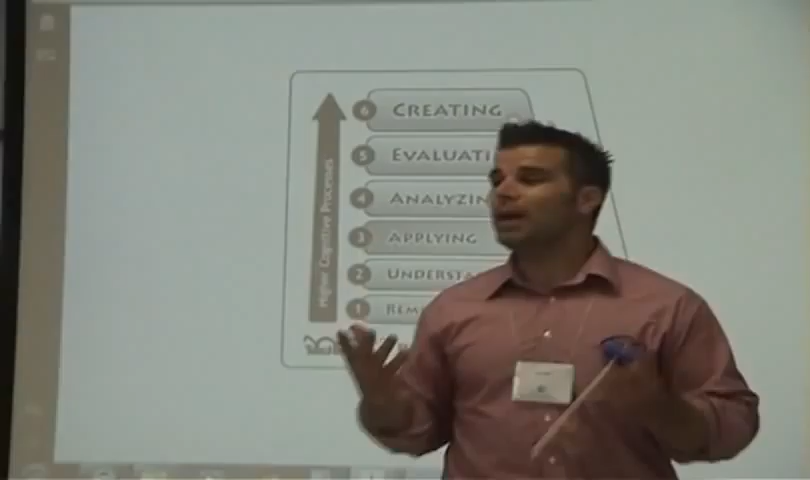 6 CREATING
5 EVALUATI
4 ANALYZIN
3 APPLYING
2 UNDERSTA
1 REM
Higher Cognitive Processes